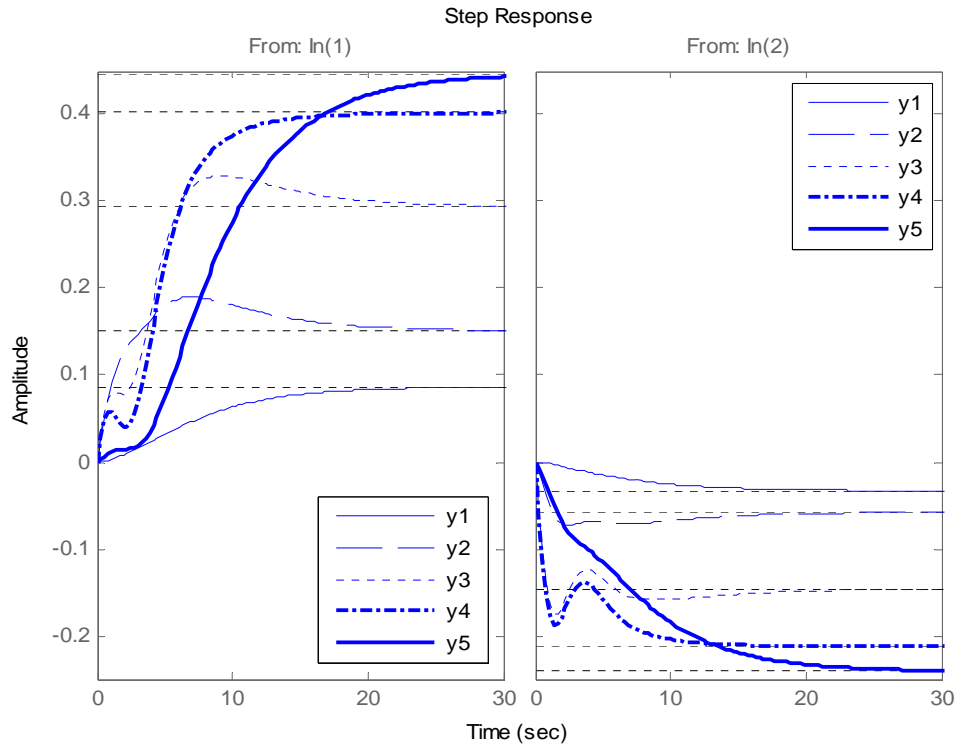 Step Response
From: In(1)
From: In(2)
Amplitude
0.4
0.3
0.2
0.1
0
-0.1
-0.2
y1
y2
y3
y4
y5
y1
y2
y3
y4
y5
0
10
20
30
0
10
20
30
Time (sec)